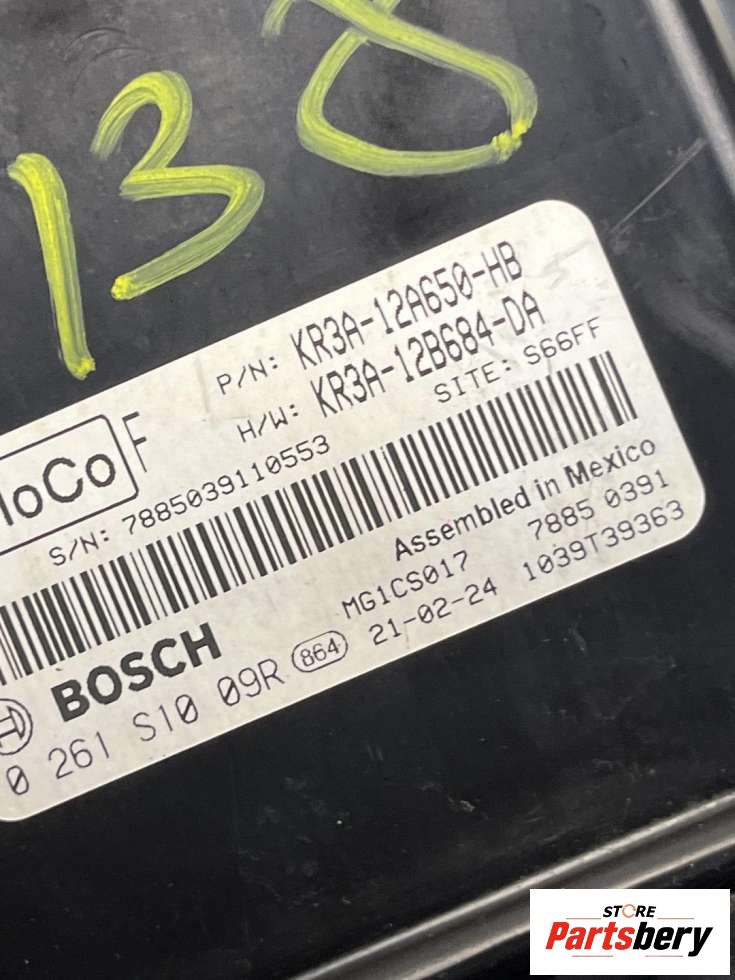 138
P/N: KR3A-12A650-HB
H/W: KR3A-12B684-DA
F
SITE: S66FF
S/N: 7885039110553
Assembled in Mexico
MG1CS017 7885 0391
BOSCH
864 21-02-24 1039T39363
0 261 S10 09R
STORE
Partsbery